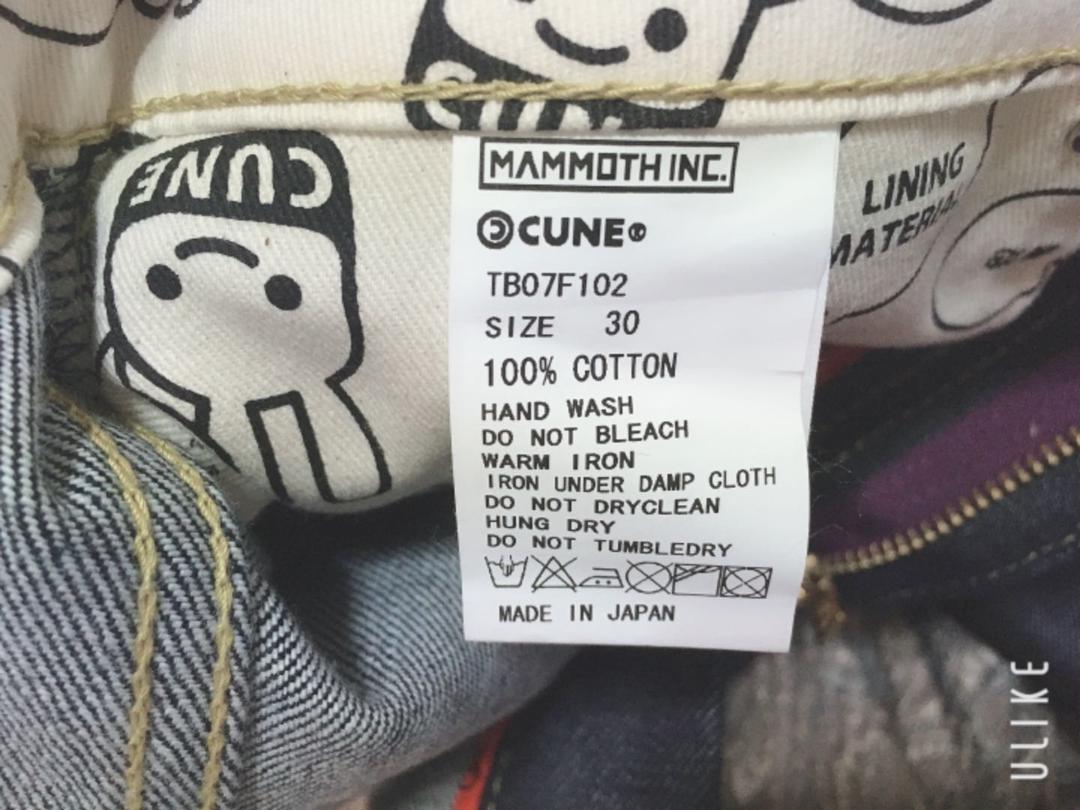 CUNE
MAMMOTH INC.
CUNE®
TB07F102
SIZE 30
100% COTTON
HAND WASH
DO NOT BLEACH
WARM IRON
IRON UNDER DAMP CLOTH
DO NOT DRYCLEAN
HUNG DRY
DO NOT TUMBLEDRY
MADE IN JAPAN
LINING
MATERIAL
ULIKE